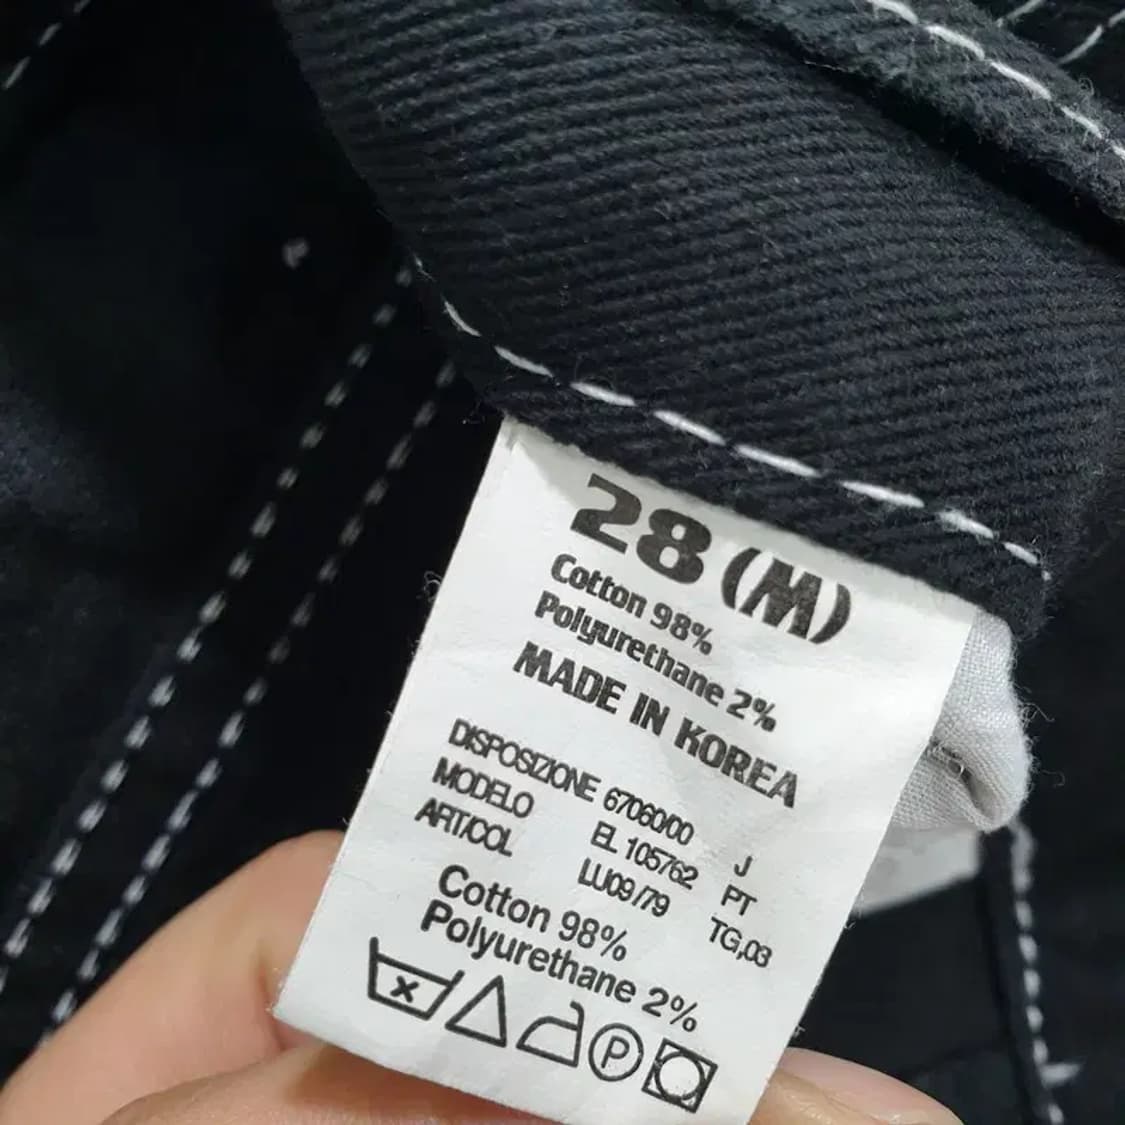 28 (M)
Cotton 98%
Polyurethane 2%
MADE IN KOREA
DISPOSIZIONE 67060/00 J
MODELO EL 105762 PT
ART.COL LU09/79 TG,03
Cotton 98%
Polyurethane 2%
P